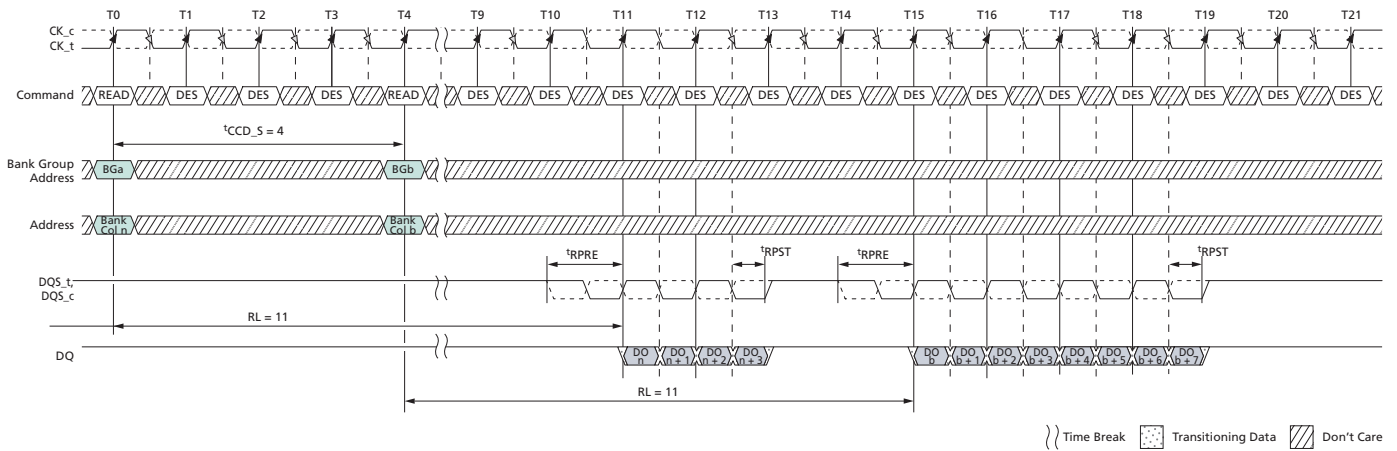 T0 T1 T2 T3 T4 T9 T10 T11 T12 T13 T14 T15 T16 T17 T18 T19 T20 T21
CK_c
CK_t
Command READ DES DES DES READ DES DES DES DES DES DES DES DES DES DES DES DES DES
tCCD_S = 4
Bank Group
Address
BGa BGb
Address
Bank
Col n
Bank
Col b
tRPRE tRPST tRPRE tRPST
DQS_t,
DQS_c
RL = 11
DQ
DO
n
DO
n + 1
DO
n + 2
DO
n + 3
DO
b
DO
b + 1
DO
b + 2
DO
b + 3
DO
b + 4
DO
b + 5
DO
b + 6
DO
b + 7
RL = 11
Time Break Transitioning Data Don't Care